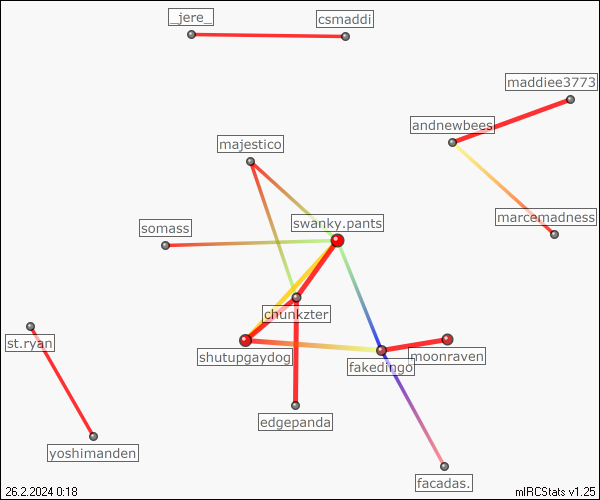 _jere_
csmaddi
maddiee3773
andnewbees
majestico
marcemadness
swanky.pants
somass
chunkzter
st.ryan
shutupgaydog
moonraven
fakedingo
edgepanda
yoshimanden
facadas.
26.2.2024 0:18
mIRCStats v1.25